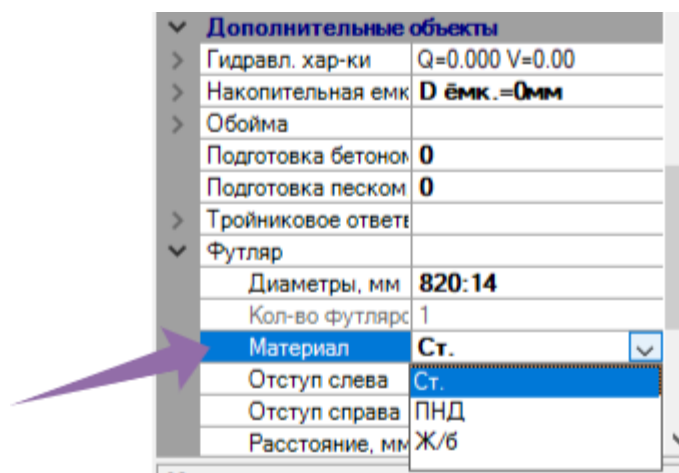 Дополнительные объекты
Гидравл. хар-ки Q=0.000 V=0.00
Накопительная емк D ёмк.=0мм
Обойма
Подготовка бетоном 0
Подготовка песком 0
Тройниковое ответв
Футляр
Диаметры, мм 820:14
Кол-во футляро 1
Материал Ст.
Отступ слева Ст.
Отступ справа ПНД
Расстояние, мм Ж/б